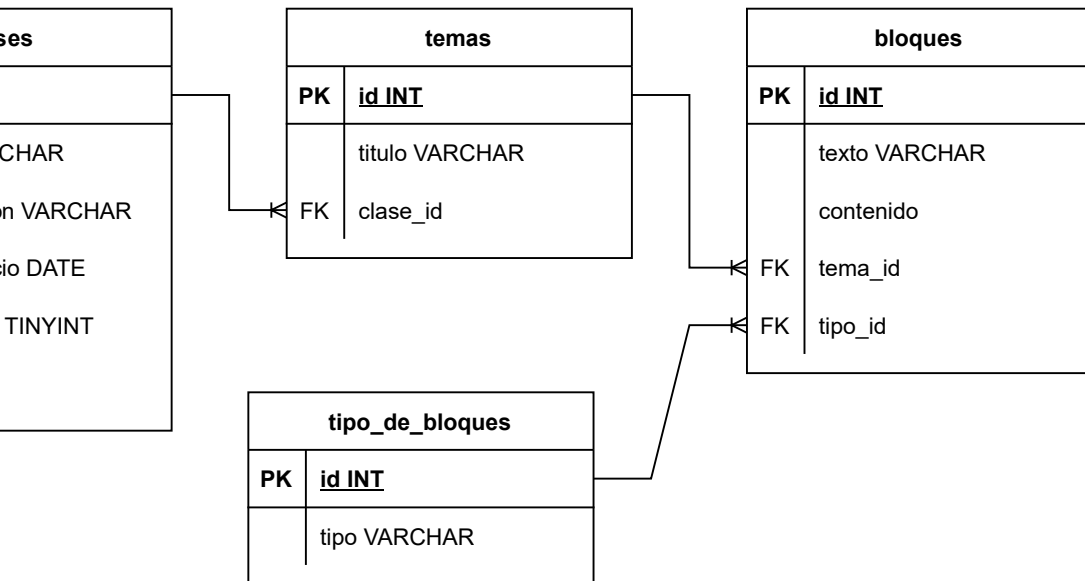 ses
CHAR
on VARCHAR
cio DATE
TINYINT
temas
PK id INT
titulo VARCHAR
FK clase_id
bloques
PK id INT
texto VARCHAR
contenido
FK tema_id
FK tipo_id
tipo_de_bloques
PK id INT
tipo VARCHAR